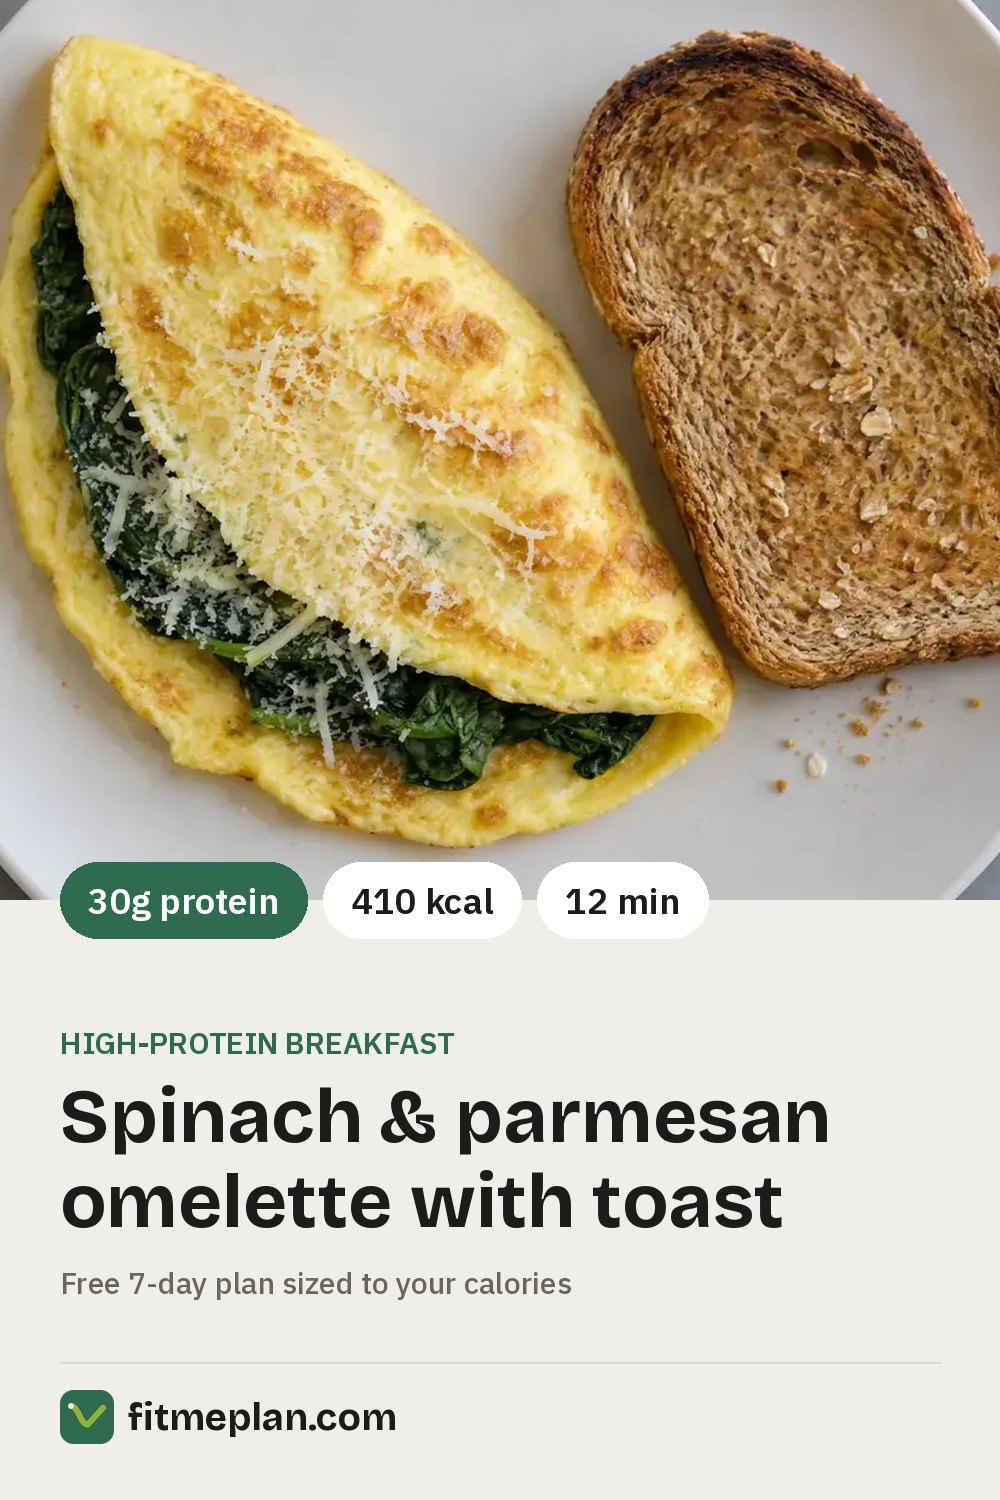 30g protein
410 kcal
12 min
HIGH-PROTEIN BREAKFAST
Spinach & parmesan
omelette with toast
Free 7-day plan sized to your calories
fitmeplan.com